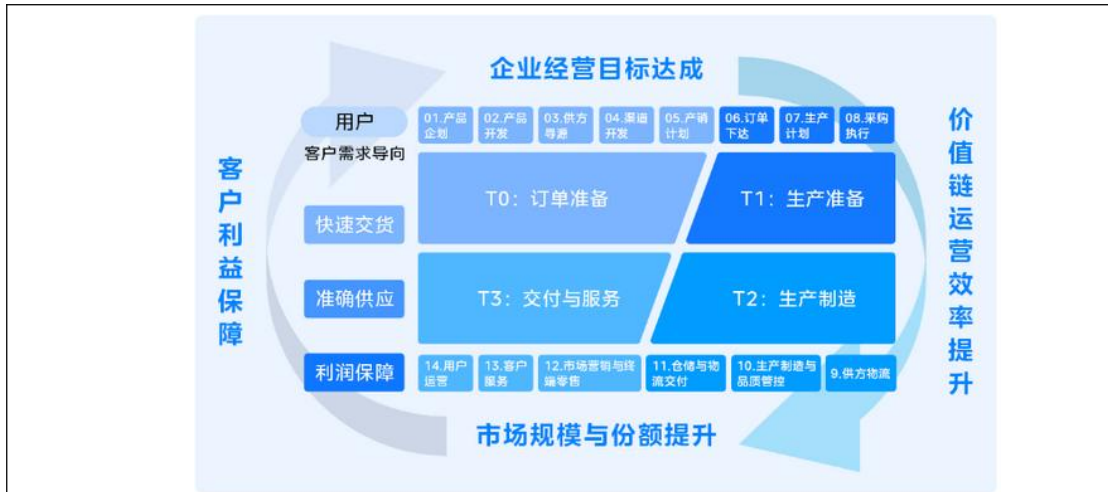 企业经营目标达成
用户
客户需求导向
01.产品
企划
02.产品
开发
03.供方
寻源
04.渠道
开发
05.产销
计划
06.订单
下达
07.生产
计划
08.采购
执行
客户利益保障
价值链运营效率提升
T0：订单准备
T1：生产准备
快速交货
准确供应
T3：交付与服务
T2：生产制造
利润保障
14.用户
运营
13.客户
服务
12.市场营销与终
端零售
11.仓储与物
流交付
10.生产制造与
品质管控
9.供方物流
市场规模与份额提升